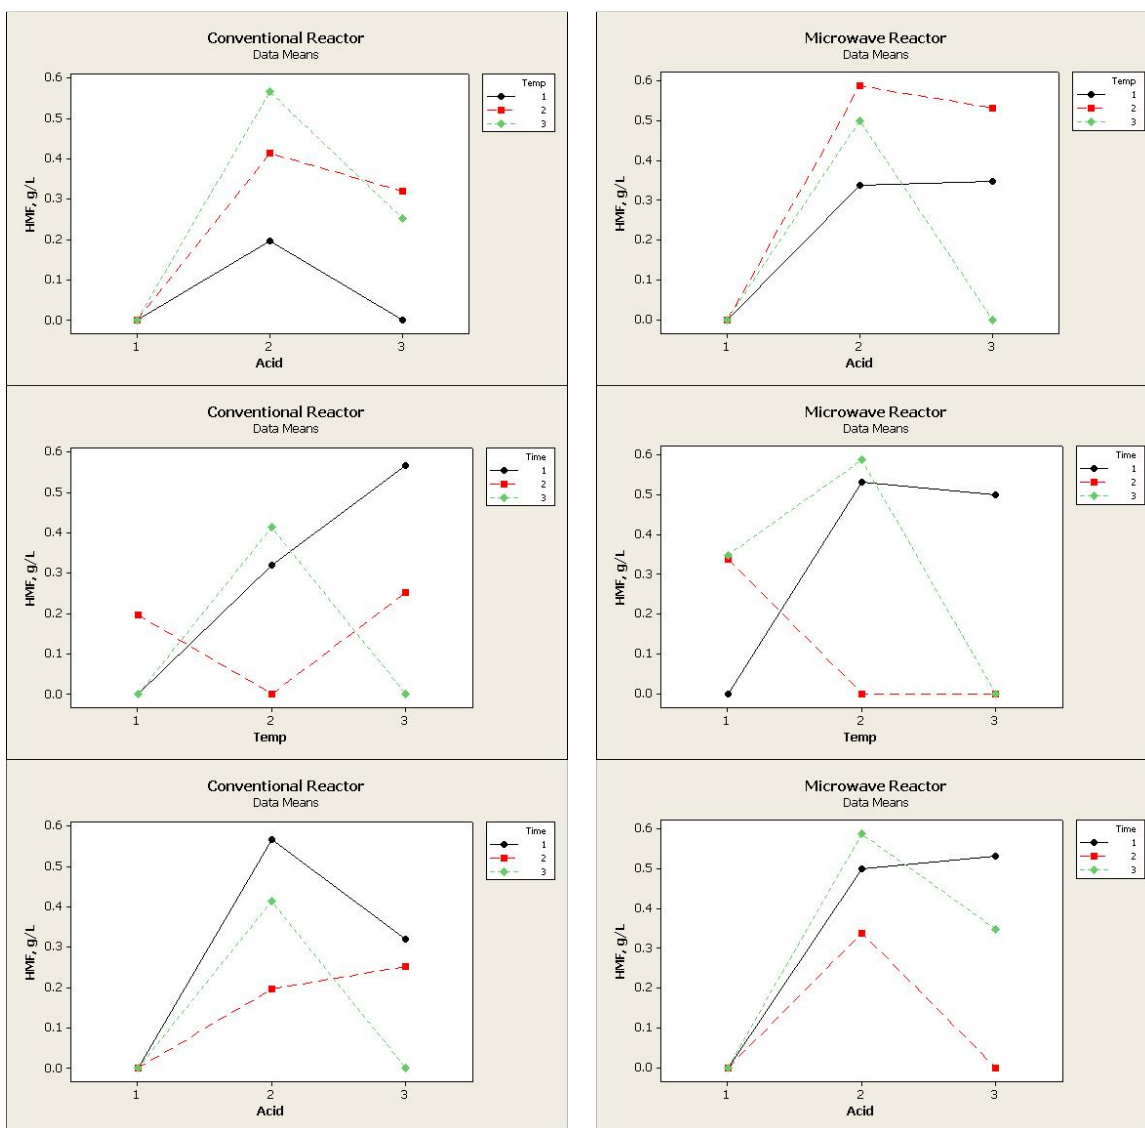 Conventional Reactor
Data Means
HMF, g/L
0.6
0.5
0.4
0.3
0.2
0.1
0.0
1 2 3
Acid
Temp
1
2
3
Microwave Reactor
Data Means
HMF, g/L
0.6
0.5
0.4
0.3
0.2
0.1
0.0
1 2 3
Acid
Temp
1
2
3
Conventional Reactor
Data Means
HMF, g/L
0.6
0.5
0.4
0.3
0.2
0.1
0.0
1 2 3
Temp
Time
1
2
3
Microwave Reactor
Data Means
HMF, g/L
0.6
0.5
0.4
0.3
0.2
0.1
0.0
1 2 3
Temp
Time
1
2
3
Conventional Reactor
Data Means
HMF, g/L
0.6
0.5
0.4
0.3
0.2
0.1
0.0
1 2 3
Acid
Time
1
2
3
Microwave Reactor
Data Means
HMF, g/L
0.6
0.5
0.4
0.3
0.2
0.1
0.0
1 2 3
Acid
Time
1
2
3